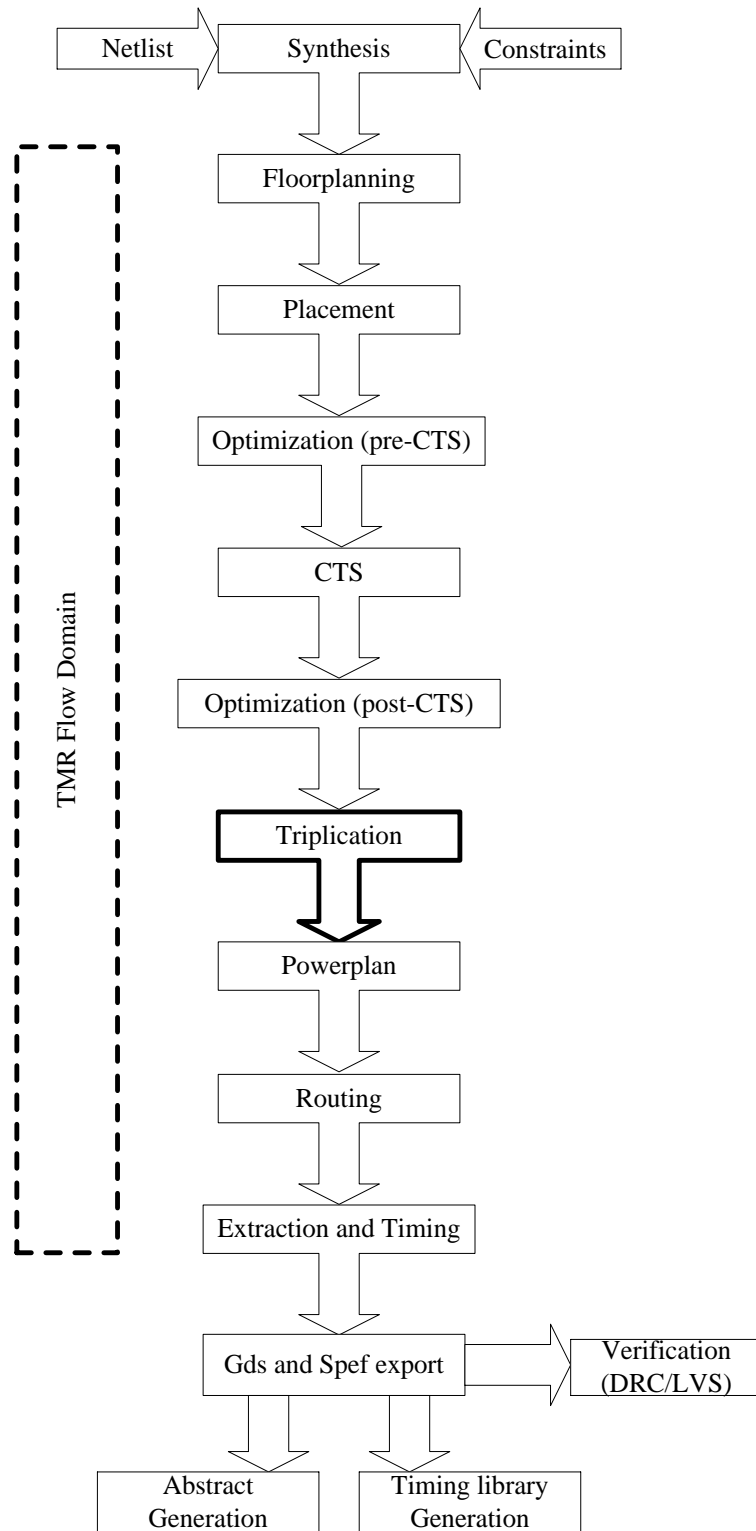 Netlist
Synthesis
Constraints
Floorplanning
Placement
Optimization (pre-CTS)
CTS
TMR Flow Domain
Optimization (post-CTS)
Triplication
Powerplan
Routing
Extraction and Timing
Gds and Spef export
Verification
(DRC/LVS)
Abstract
Generation
Timing library
Generation